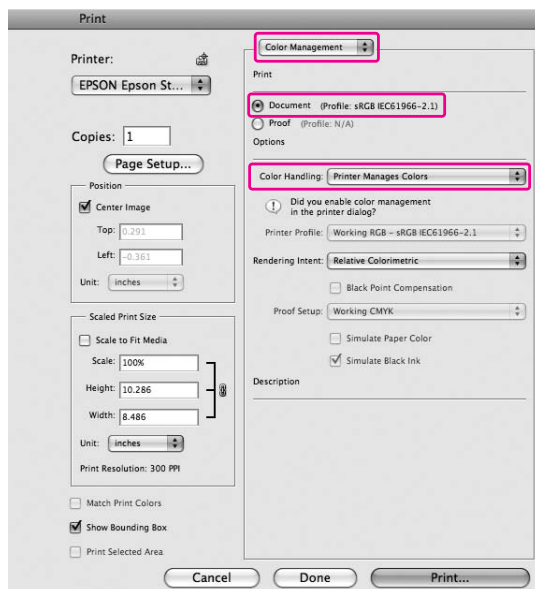 Print
Printer:
EPSON Epson St...
Copies: 1
Page Setup...
Position
Center Image
Top: 0.291
Left: -0.361
Unit: inches
Scaled Print Size
Scale to Fit Media
Scale: 100%
Height: 10.286
Width: 8.486
Unit: inches
Print Resolution: 300 PPI
Match Print Colors
Show Bounding Box
Print Selected Area
Color Management
Print
Document (Profile: sRGB IEC61966-2.1)
Proof (Profile: N/A)
Options
Color Handling: Printer Manages Colors
Did you enable color management
in the printer dialog?
Printer Profile: Working RGB - sRGB IEC61966-2.1
Rendering Intent: Relative Colorimetric
Black Point Compensation
Proof Setup: Working CMYK
Simulate Paper Color
Simulate Black Ink
Description
Cancel
Done
Print...